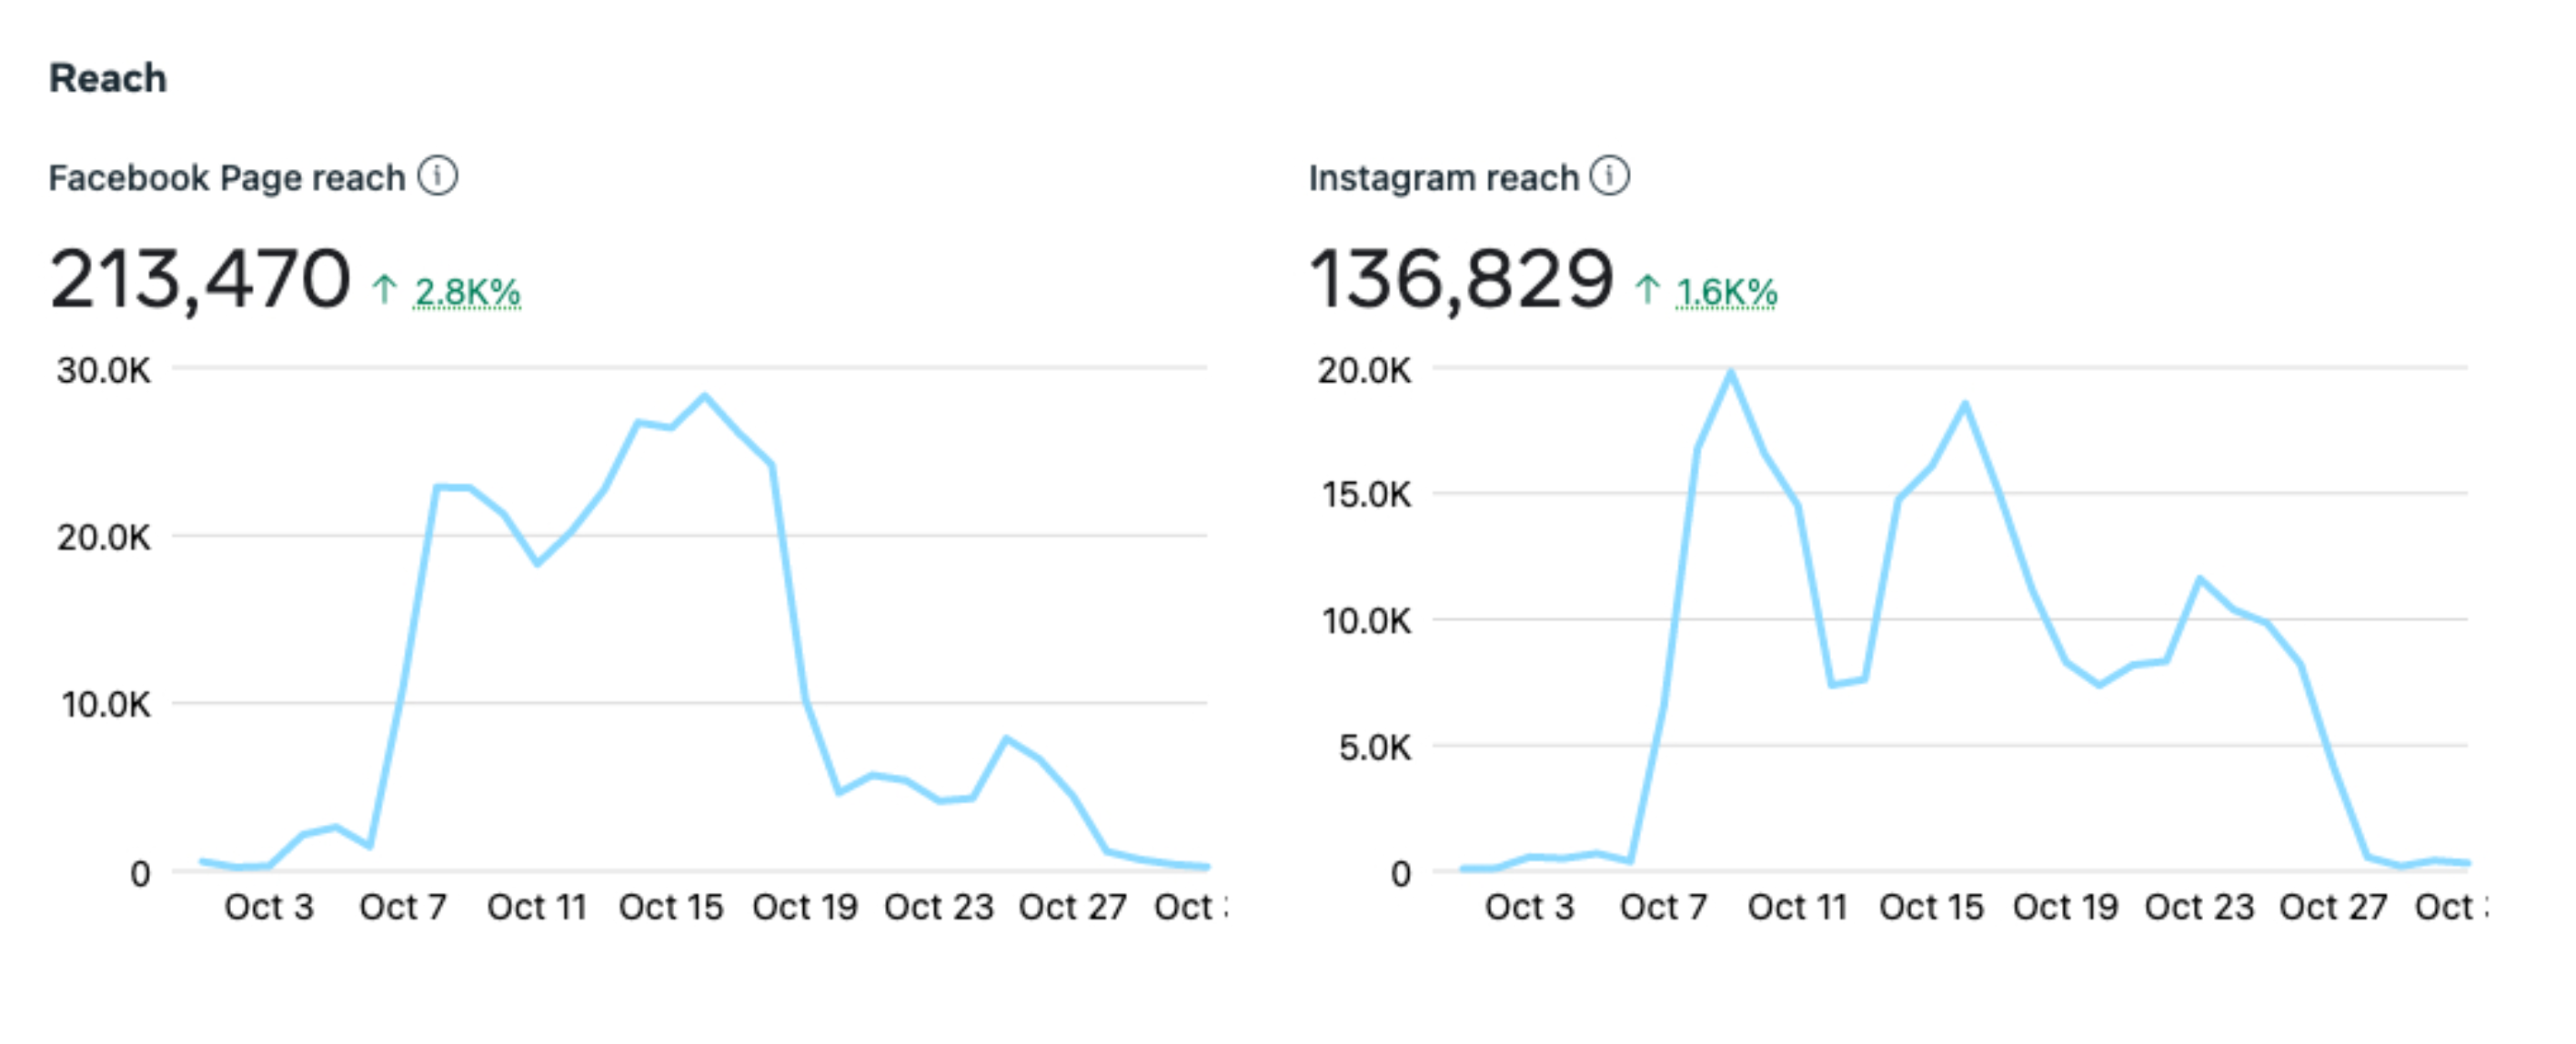 Reach
Facebook Page reach
213,470 ↑ 2.8K%
30.0K
20.0K
10.0K
0
Oct 3 Oct 7 Oct 11 Oct 15 Oct 19 Oct 23 Oct 27 Oct
Instagram reach
136,829 ↑ 1.6K%
20.0K
15.0K
10.0K
5.0K
0
Oct 3 Oct 7 Oct 11 Oct 15 Oct 19 Oct 23 Oct 27 Oct